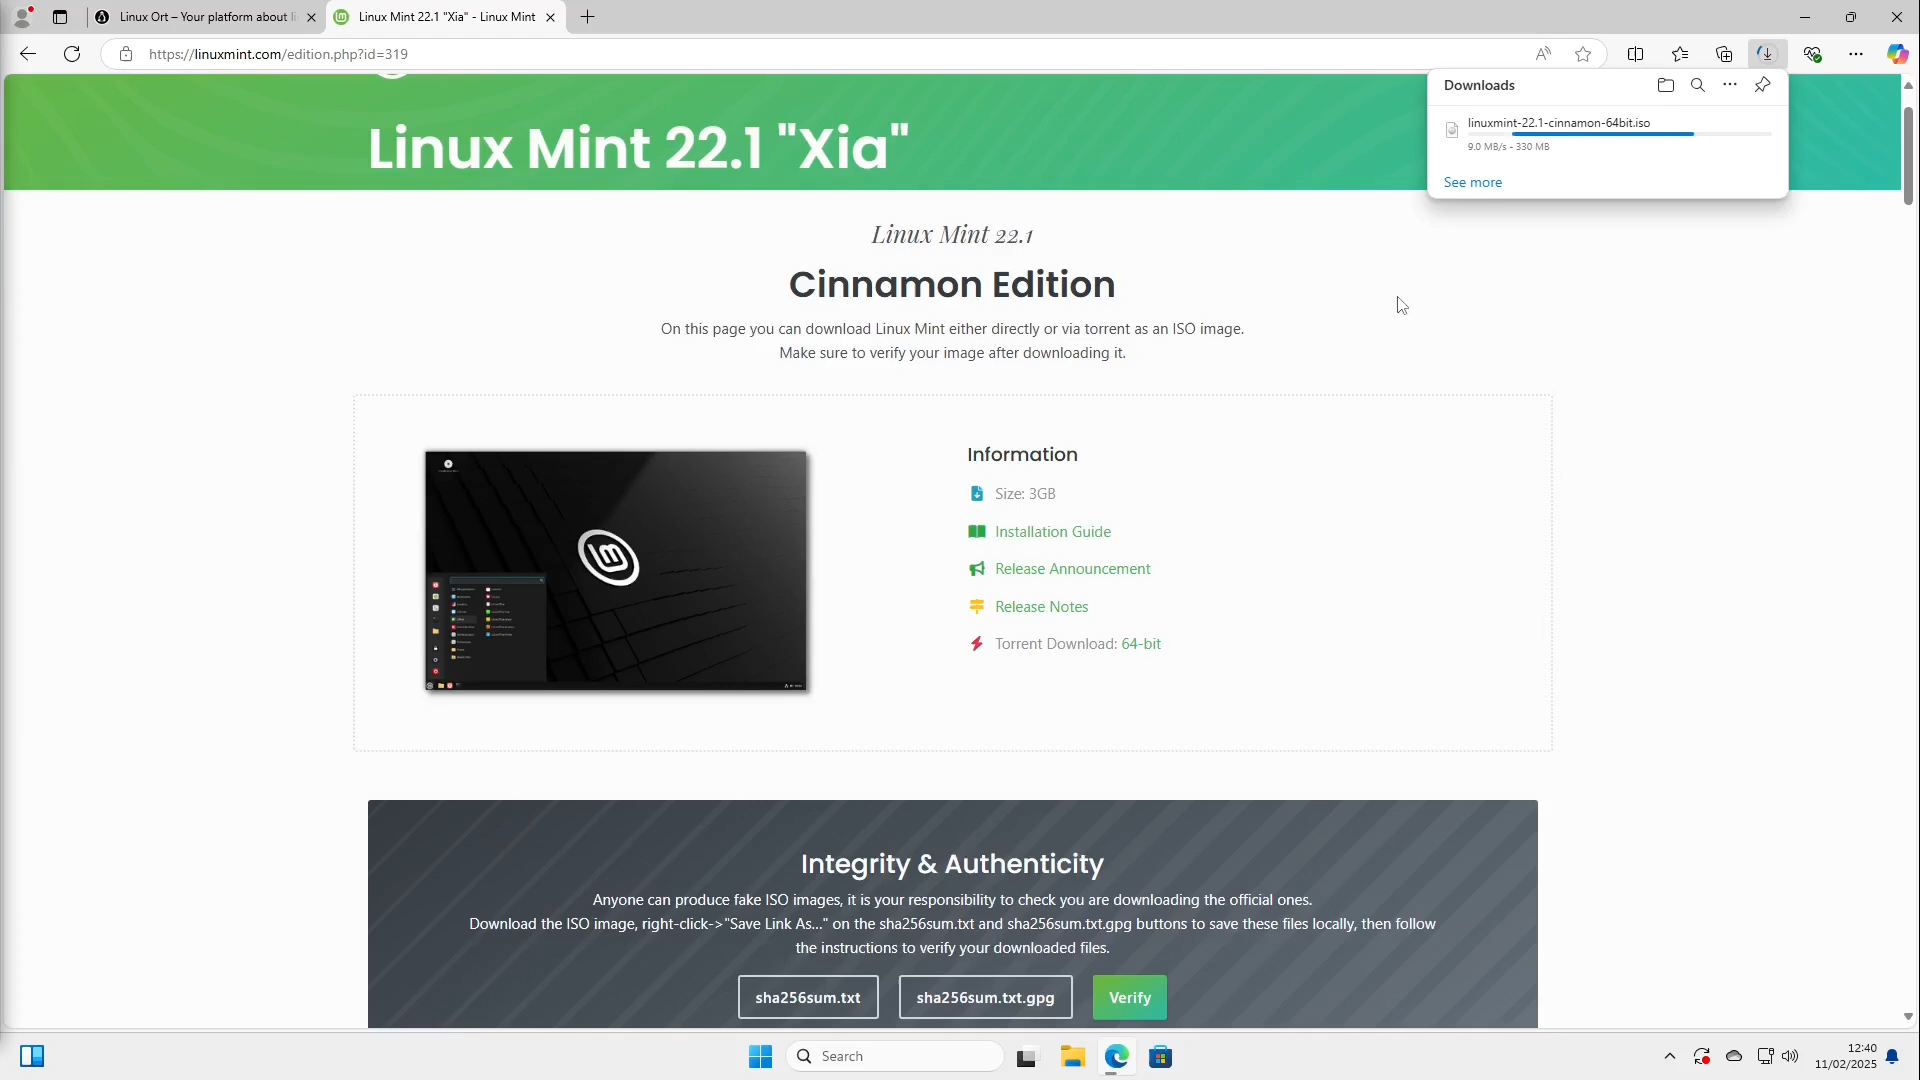 Linux Ort – Your platform about li
Linux Mint 22.1 "Xia" - Linux Mint
https://linuxmint.com/edition.php?id=319
Downloads
linuxmint-22.1-cinnamon-64bit.iso
9.0 MB/s - 330 MB
See more
Linux Mint 22.1 "Xia"
Linux Mint 22.1
Cinnamon Edition
On this page you can download Linux Mint either directly or via torrent as an ISO image.
Make sure to verify your image after downloading it.
Information
Size: 3GB
Installation Guide
Release Announcement
Release Notes
Torrent Download: 64-bit
Integrity & Authenticity
Anyone can produce fake ISO images, it is your responsibility to check you are downloading the official ones.
Download the ISO image, right-click->"Save Link As..." on the sha256sum.txt and sha256sum.txt.gpg buttons to save these files locally, then follow
the instructions to verify your downloaded files.
sha256sum.txt
sha256sum.txt.gpg
Verify
Search
12:40
11/02/2025